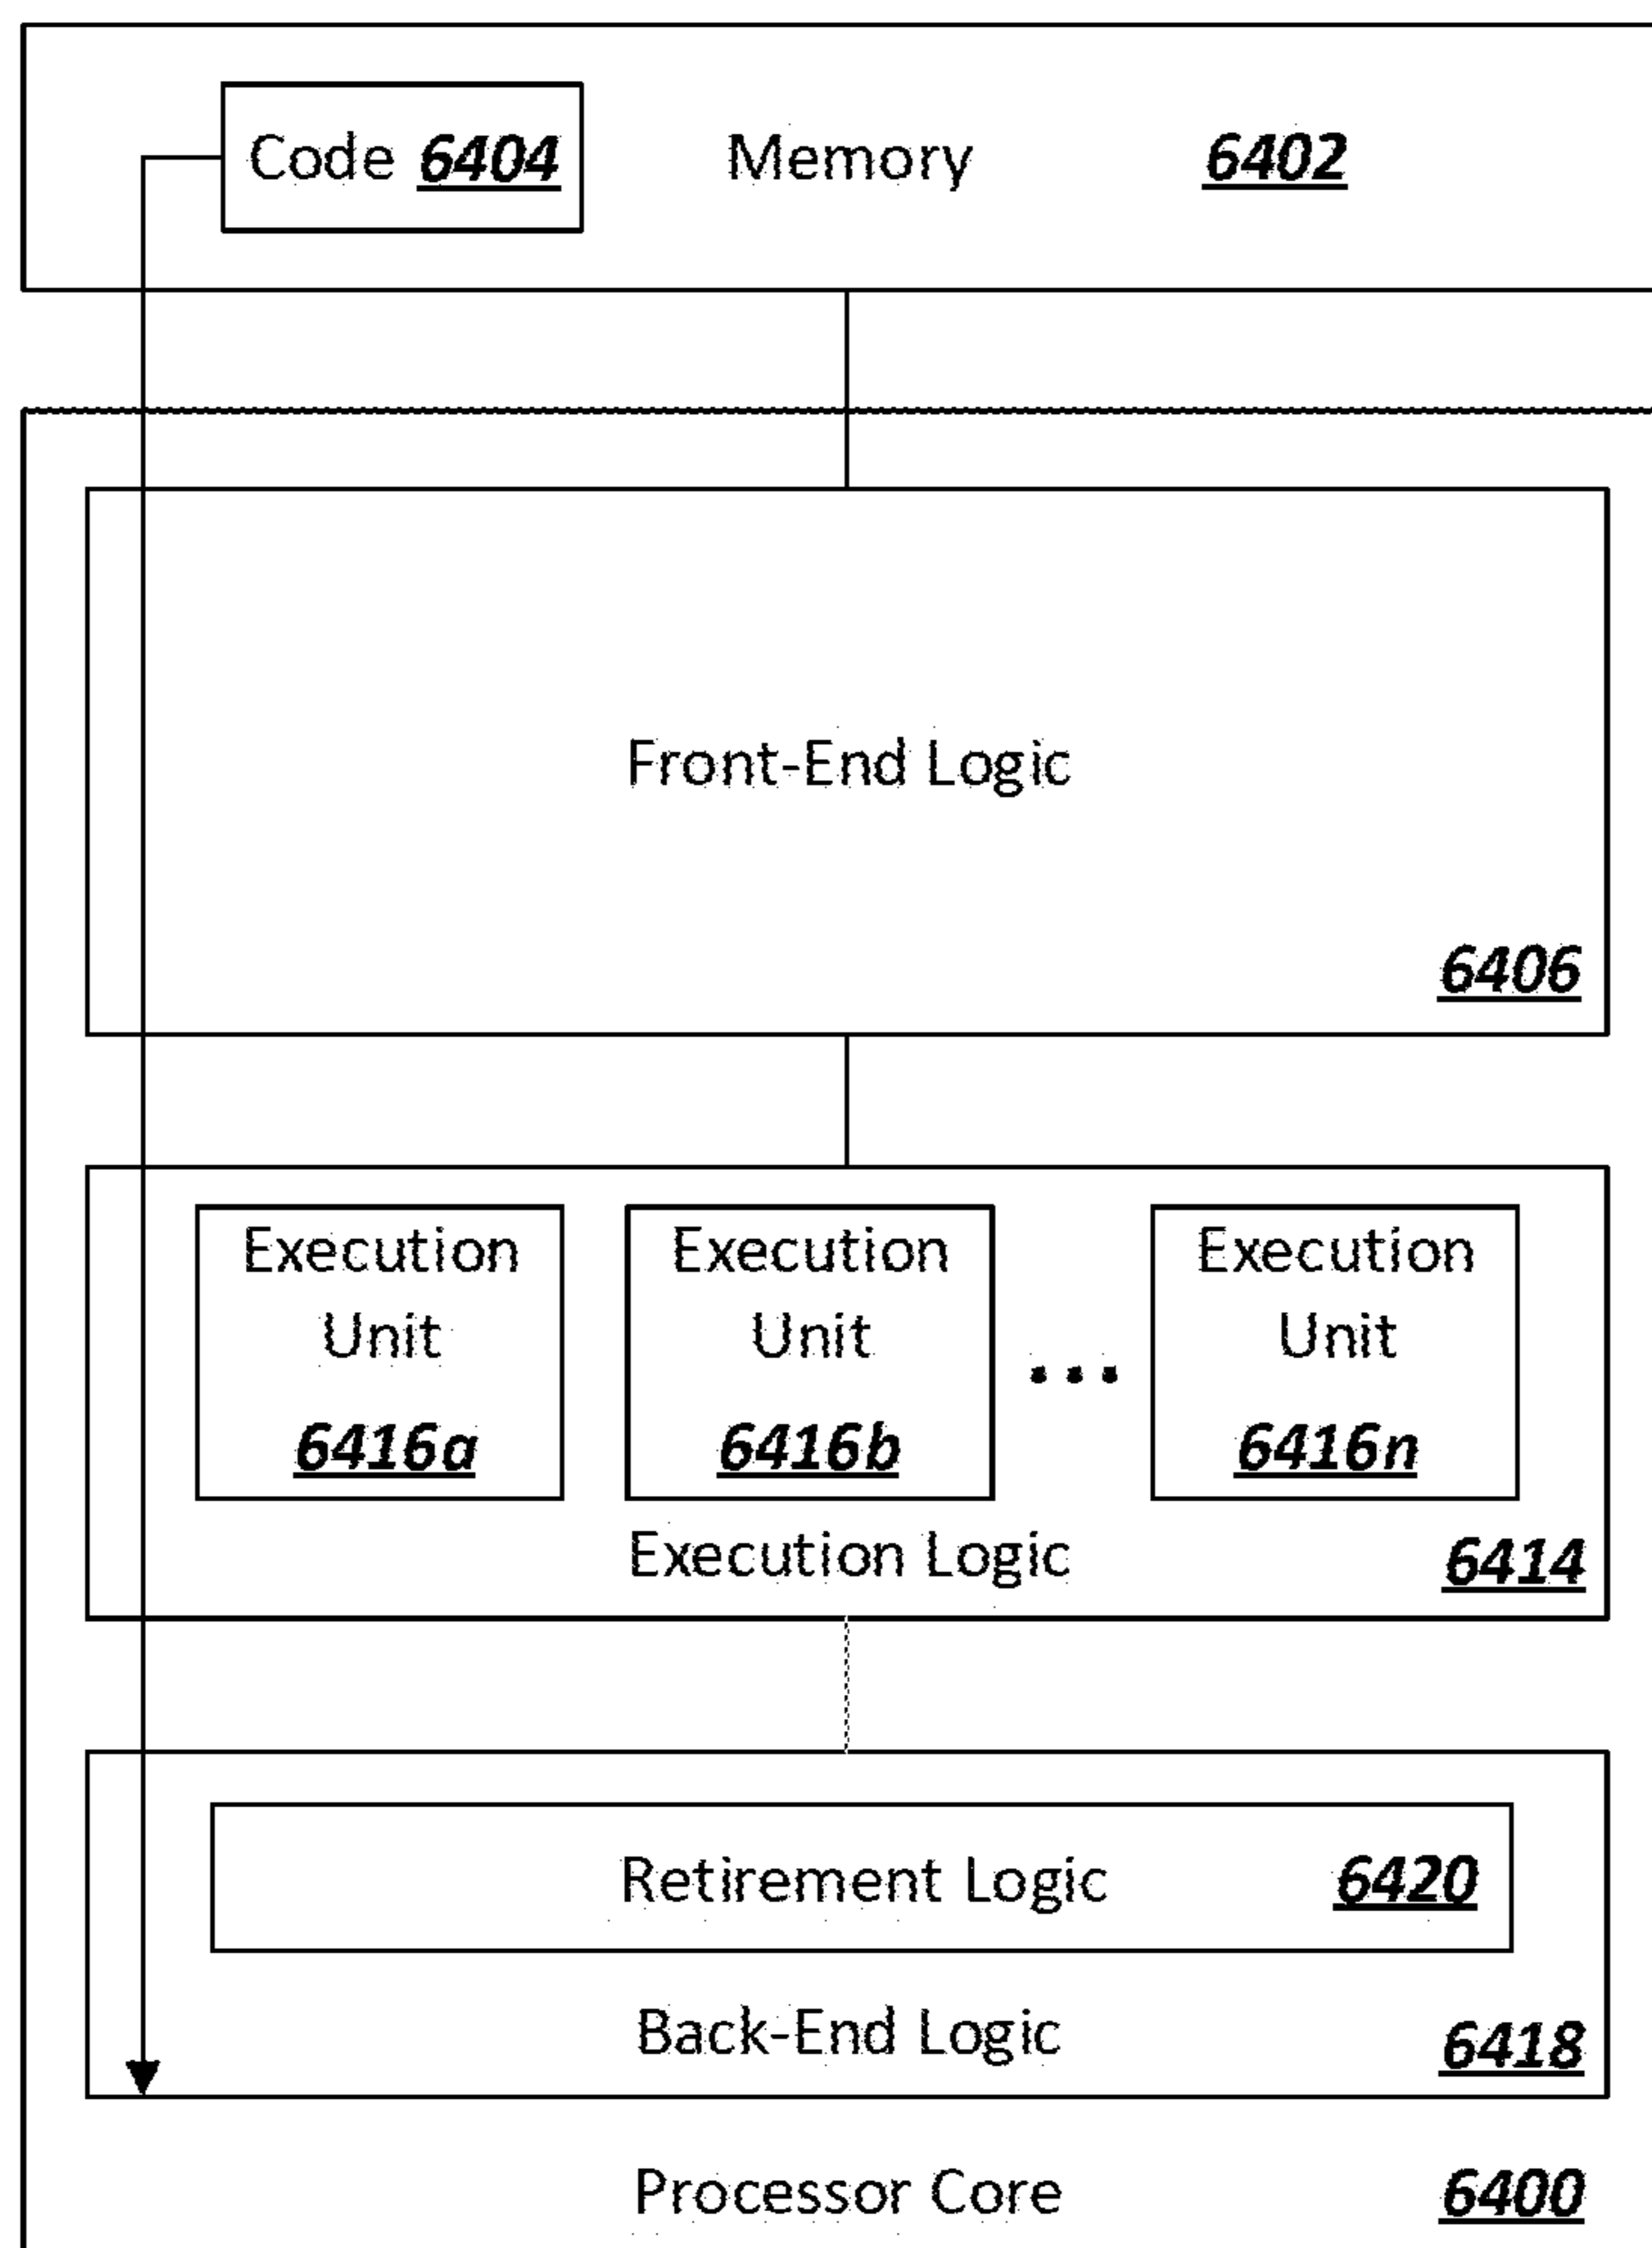 Code 6404 Memory 6402
Front-End Logic
6406
Execution Unit 6416a
Execution Unit 6416b
...
Execution Unit 6416n
Execution Logic 6414
Retirement Logic 6420
Back-End Logic 6418
Processor Core 6400